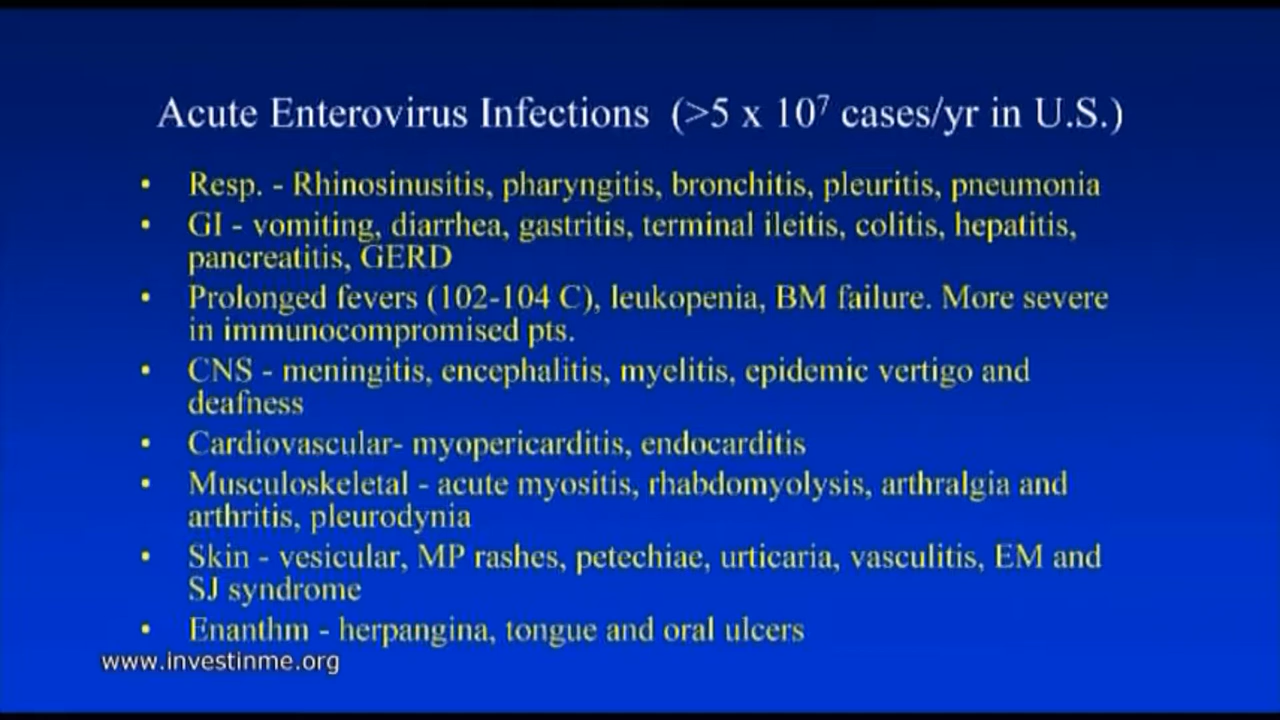 Acute Enterovirus Infections (>5 x 10⁷ cases/yr in U.S.)
• Resp. - Rhinosinusitis, pharyngitis, bronchitis, pleuritis, pneumonia
• GI - vomiting, diarrhea, gastritis, terminal ileitis, colitis, hepatitis,
pancreatitis, GERD
• Prolonged fevers (102-104 C), leukopenia, BM failure. More severe
in immunocompromised pts.
• CNS - meningitis, encephalitis, myelitis, epidemic vertigo and
deafness
• Cardiovascular- myopericarditis, endocarditis
• Musculoskeletal - acute myositis, rhabdomyolysis, arthralgia and
arthritis, pleurodynia
• Skin - vesicular, MP rashes, petechiae, urticaria, vasculitis, EM and
SJ syndrome
• Enanthm - herpangina, tongue and oral ulcers
www.investinme.org